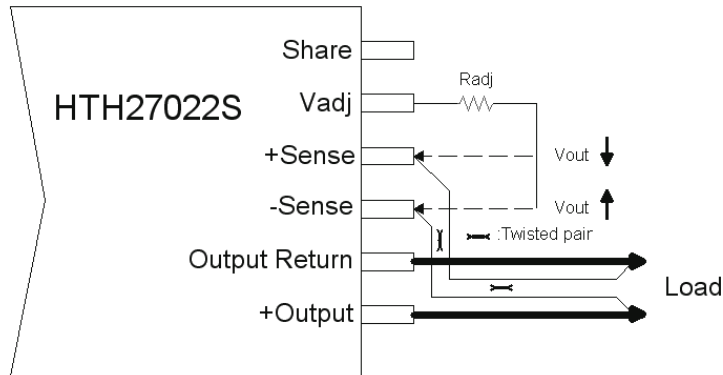 Share
HTH27022S
Vadj
Radj
+Sense
Vout
-Sense
Vout
:Twisted pair
Output Return
Load
+Output